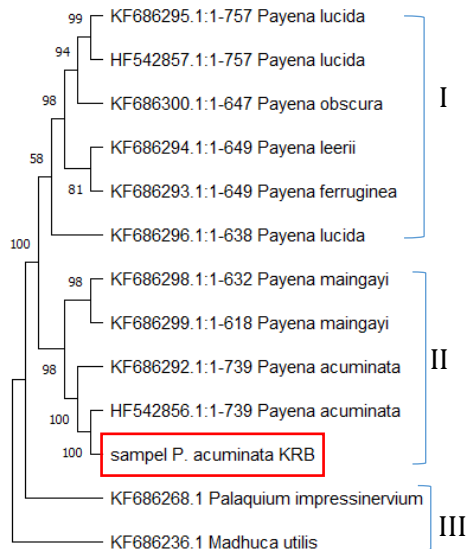 99
KF686295.1:1-757 Payena lucida
94
HF542857.1:1-757 Payena lucida
98
KF686300.1:1-647 Payena obscura
I
58
KF686294.1:1-649 Payena leerii
81
KF686293.1:1-649 Payena ferruginea
100
KF686296.1:1-638 Payena lucida
98
KF686298.1:1-632 Payena maingayi
KF686299.1:1-618 Payena maingayi
II
98
KF686292.1:1-739 Payena acuminata
100
HF542856.1:1-739 Payena acuminata
100
sampel P. acuminata KRB
KF686268.1 Palaquium impressinervium
III
KF686236.1 Madhuca utilis